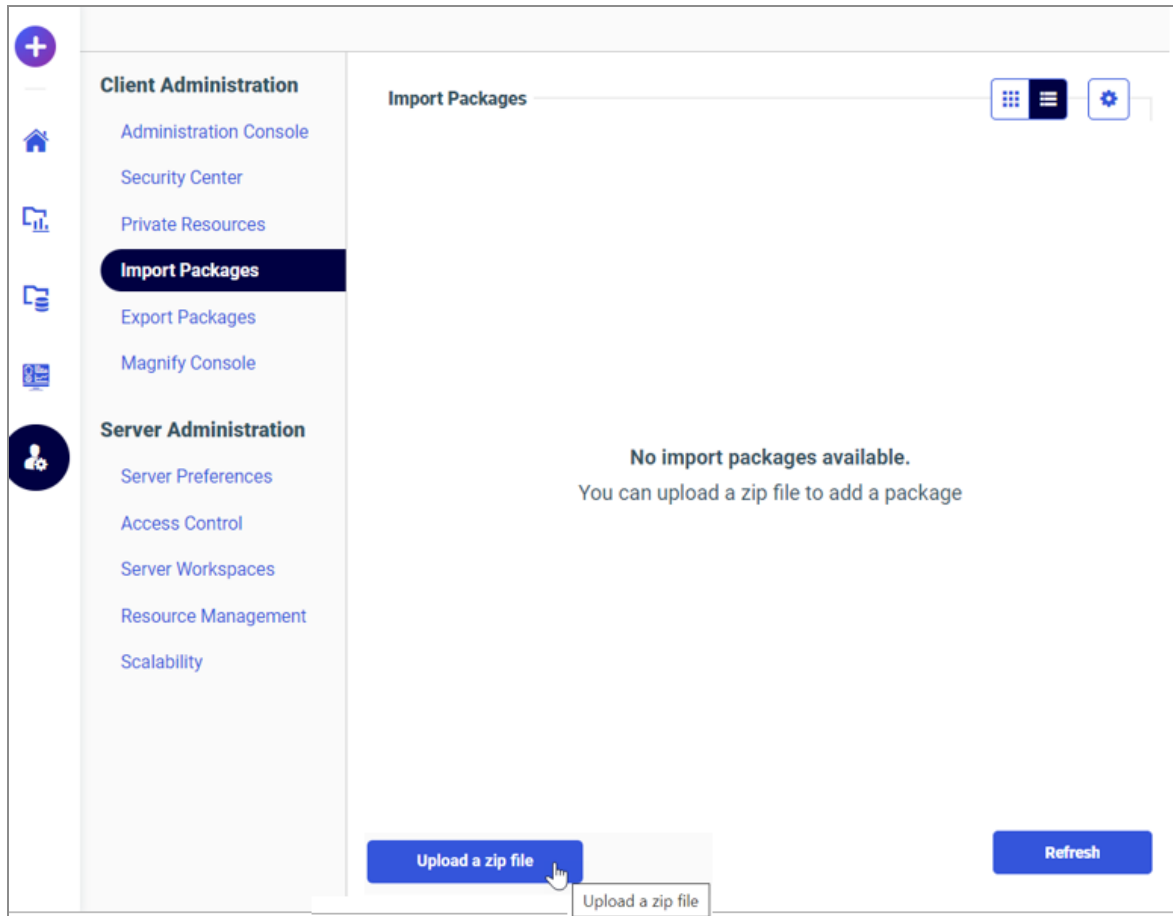 Client Administration
Administration Console
Security Center
Private Resources
Import Packages
Export Packages
Magnify Console
Server Administration
Server Preferences
Access Control
Server Workspaces
Resource Management
Scalability
Import Packages
No import packages available.
You can upload a zip file to add a package
Upload a zip file
Refresh
Upload a zip file